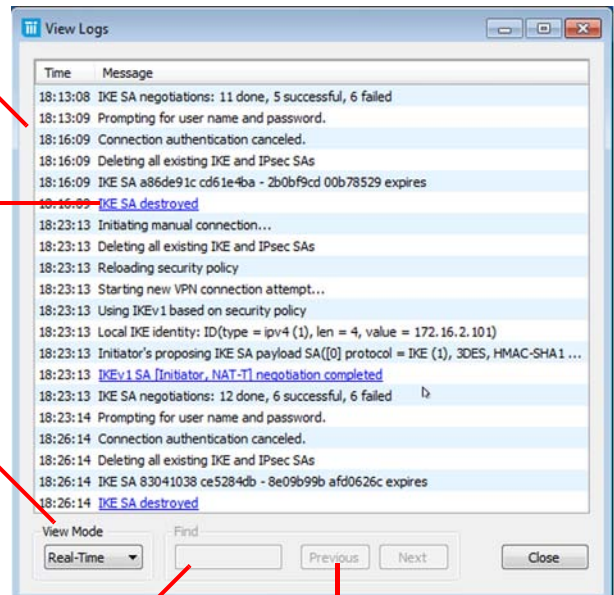 View Logs
Time Message
18:13:08 IKE SA negotiations: 11 done, 5 successful, 6 failed
18:13:09 Prompting for user name and password.
18:16:09 Connection authentication canceled.
18:16:09 Deleting all existing IKE and IPsec SAs
18:16:09 IKE SA a86de91c cd61e4ba - 2b0bf9cd 00b78529 expires
18:16:09 IKE SA destroyed
18:23:13 Initiating manual connection...
18:23:13 Deleting all existing IKE and IPsec SAs
18:23:13 Reloading security policy
18:23:13 Starting new VPN connection attempt...
18:23:13 Using IKEv1 based on security policy
18:23:13 Local IKE identity: ID(type = ipv4 (1), len = 4, value = 172.16.2.101)
18:23:13 Initiator's proposing IKE SA payload SA([0] protocol = IKE (1), 3DES, HMAC-SHA1 ...
18:23:13 IKEv1 SA [Initiator, NAT-T] negotiation completed
18:23:13 IKE SA negotiations: 12 done, 6 successful, 6 failed
18:23:14 Prompting for user name and password.
18:26:14 Connection authentication canceled.
18:26:14 Deleting all existing IKE and IPsec SAs
18:26:14 IKE SA 83041038 ce5284db - 8e09b99b afd0626c expires
18:26:14 IKE SA destroyed
View Mode Find
Real-Time Previous Next Close